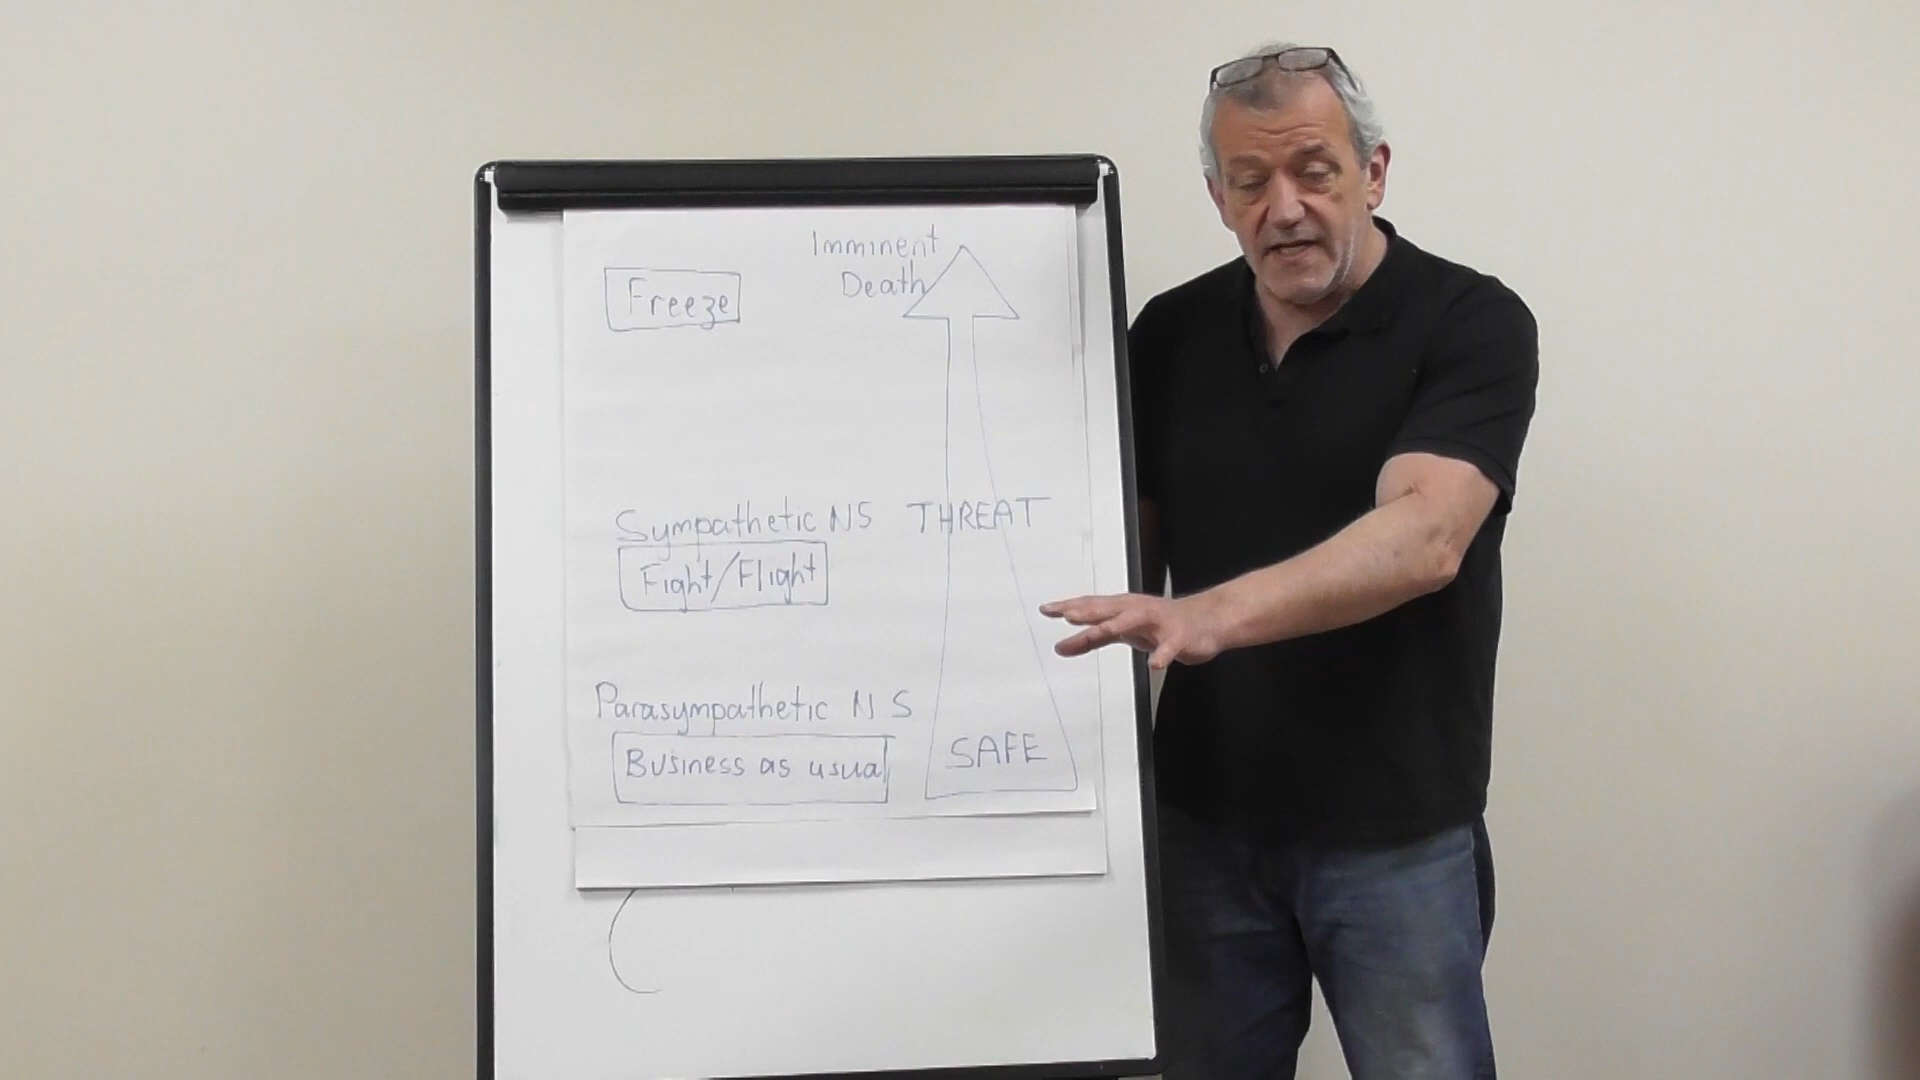 Imminent
Death
Freeze
Sympathetic NS THREAT
Fight/Flight
Parasympathetic NS
Business as usual
SAFE